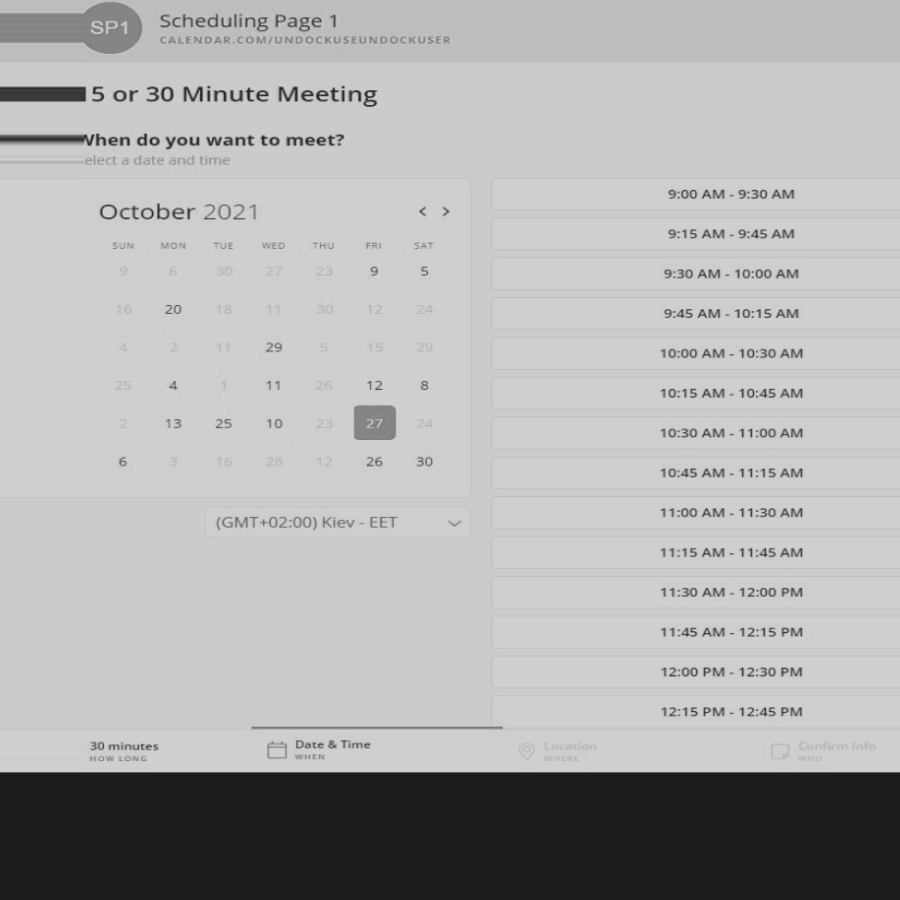 SP1
Scheduling Page 1
CALENDAR.COM/UNDOCKUSEUNDOCKUSER
5 or 30 Minute Meeting
When do you want to meet?
elect a date and time
October 2021 < >
SUN MON TUE WED THU FRI SAT
9 6 30 27 23 9 5
16 20 18 11 30 12 24
4 2 11 29 5 15 29
25 4 1 11 26 12 8
2 13 25 10 23 27 24
6 3 16 28 12 26 30
(GMT+02:00) Kiev - EET
9:00 AM - 9:30 AM
9:15 AM - 9:45 AM
9:30 AM - 10:00 AM
9:45 AM - 10:15 AM
10:00 AM - 10:30 AM
10:15 AM - 10:45 AM
10:30 AM - 11:00 AM
10:45 AM - 11:15 AM
11:00 AM - 11:30 AM
11:15 AM - 11:45 AM
11:30 AM - 12:00 PM
11:45 AM - 12:15 PM
12:00 PM - 12:30 PM
12:15 PM - 12:45 PM
30 minutes
HOW LONG
Date & Time
WHEN
Location
WHERE
Confirm Info
WHO